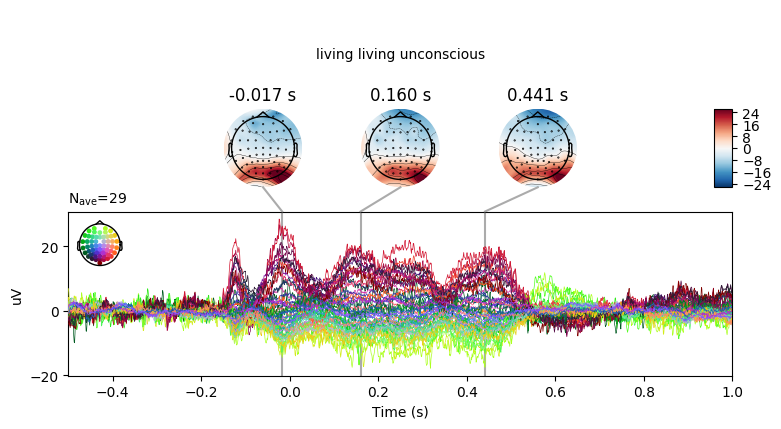 living living unconscious
-0.017 s 0.160 s 0.441 s
24
16
8
0
−8
−16
−24
Nave=29
20
0
−20
uV
−0.4 −0.2 0.0 0.2 0.4 0.6 0.8 1.0
Time (s)